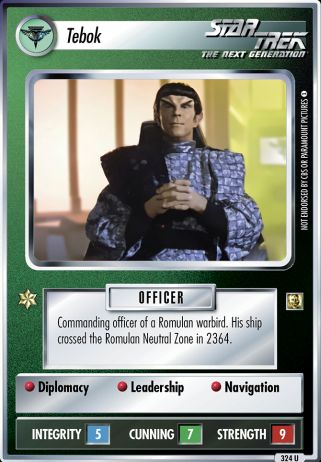 Tebok
STAR TREK
THE NEXT GENERATION
NOT ENDORSED BY CBS OR PARAMOUNT PICTURES
OFFICER
Commanding officer of a Romulan warbird. His ship
crossed the Romulan Neutral Zone in 2364.
Diplomacy Leadership Navigation
INTEGRITY 5 CUNNING 7 STRENGTH 9
324 U